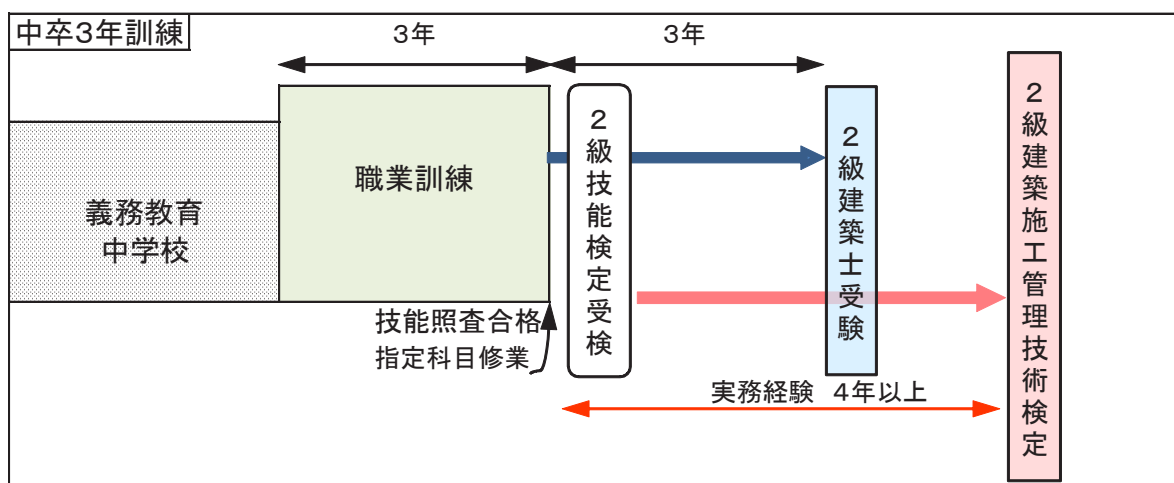 中卒3年訓練
3年
3年
義務教育
中学校
職業訓練
技能照査合格
指定科目修業
2級技能検定受検
2級建築士受験
2級建築施工管理技術検定
実務経験 4年以上